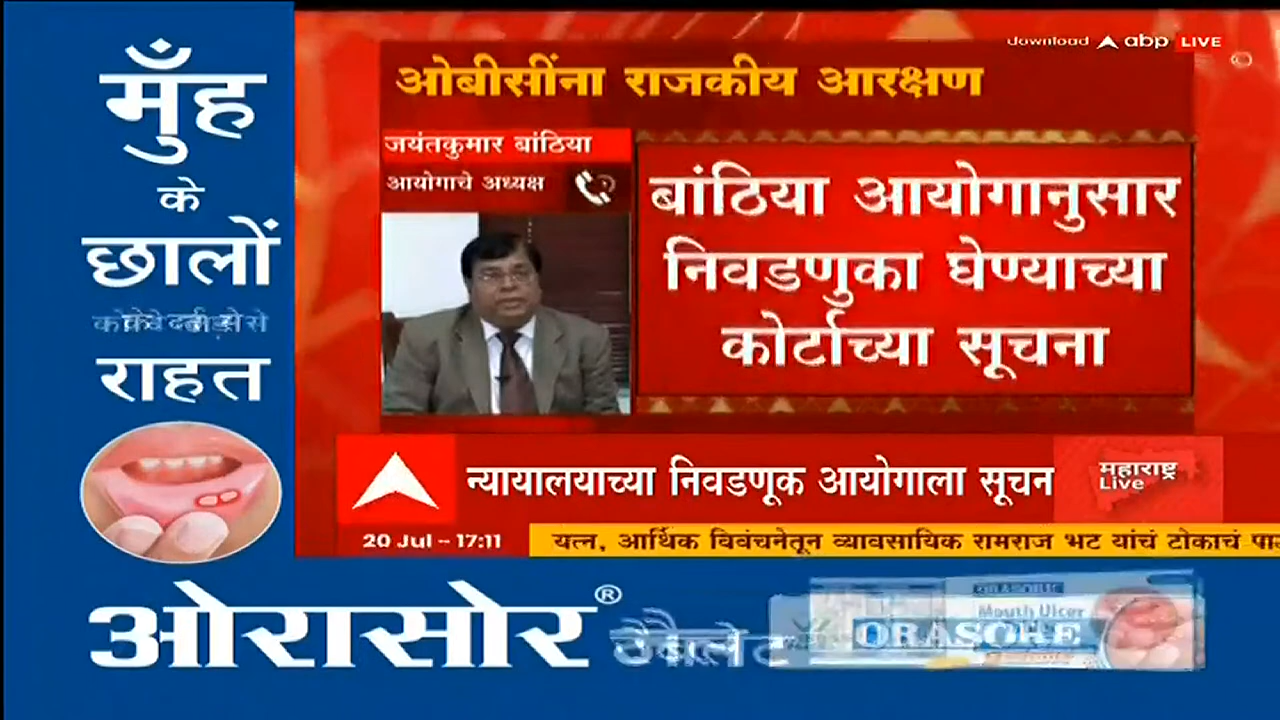 मुँह
के
छालों
राहत
download abp LIVE
ओबीसींना राजकीय आरक्षण
जयंतकुमार बांठिया
आयोगाचे अध्यक्ष
बांठिया आयोगानुसार
निवडणुका घेण्याच्या
कोर्टाच्या सूचना
न्यायालयाच्या निवडणूक आयोगाला सूचन
महाराष्ट्र
Live
20 Jul - 17:11
यत्न, आर्थिक विवंचनेतून व्यावसायिक रामराज भट यांचं टोकाचं पाऊ
ओरासोर®
Mouth Ulcer
ORASORE